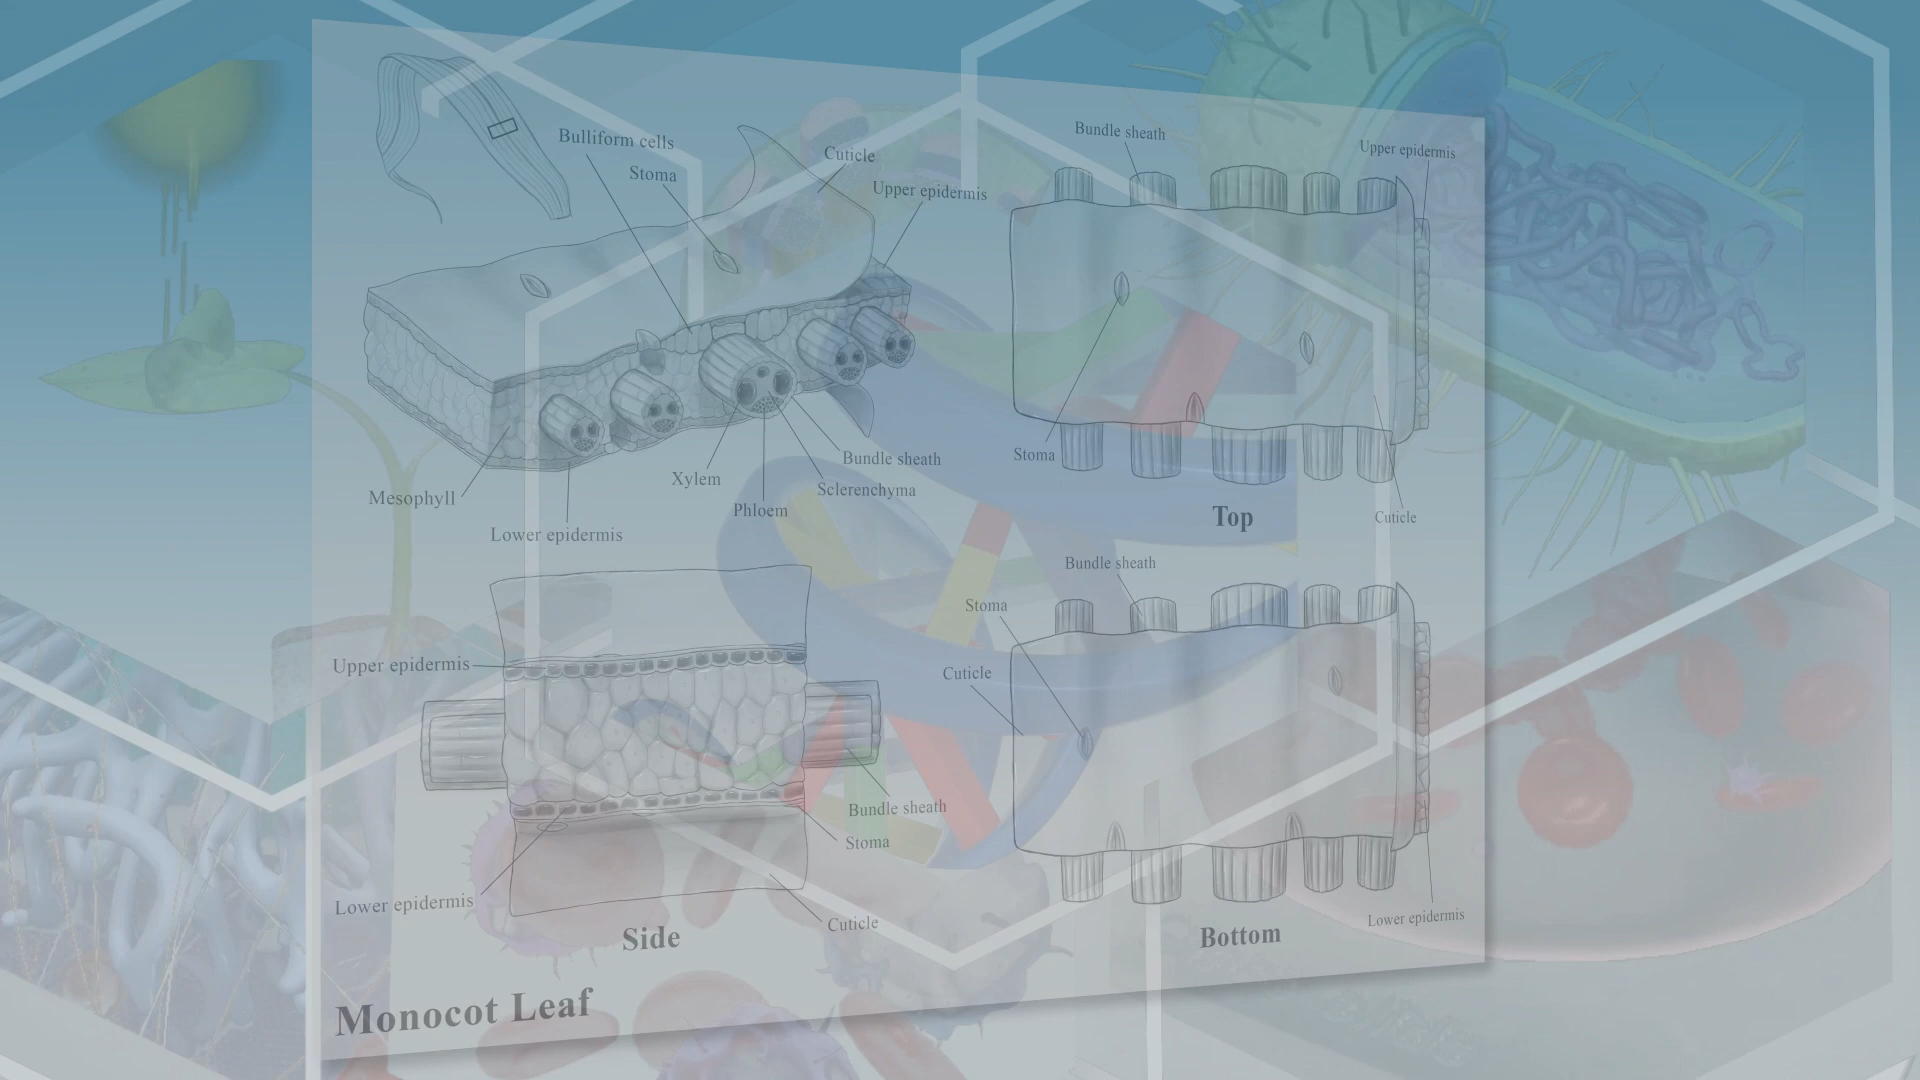 Bulliform cells
Stoma
Cuticle
Upper epidermis
Mesophyll
Lower epidermis
Xylem
Phloem
Sclerenchyma
Bundle sheath
Bundle sheath
Upper epidermis
Stoma
Cuticle
Top
Upper epidermis
Lower epidermis
Bundle sheath
Stoma
Cuticle
Side
Bundle sheath
Stoma
Cuticle
Lower epidermis
Bottom
Monocot Leaf